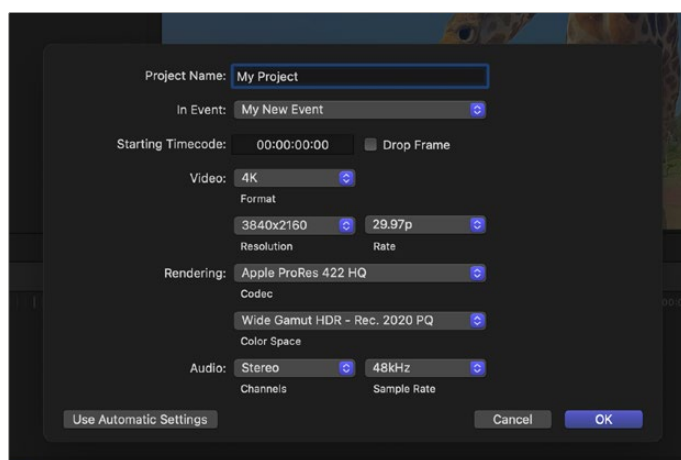 Project Name: My Project
In Event: My New Event
Starting Timecode: 00:00:00:00 Drop Frame
Video: 4K
Format
3840x2160 29.97p
Resolution Rate
Rendering: Apple ProRes 422 HQ
Codec
Wide Gamut HDR - Rec. 2020 PQ
Color Space
Audio: Stereo 48kHz
Channels Sample Rate
Use Automatic Settings Cancel OK